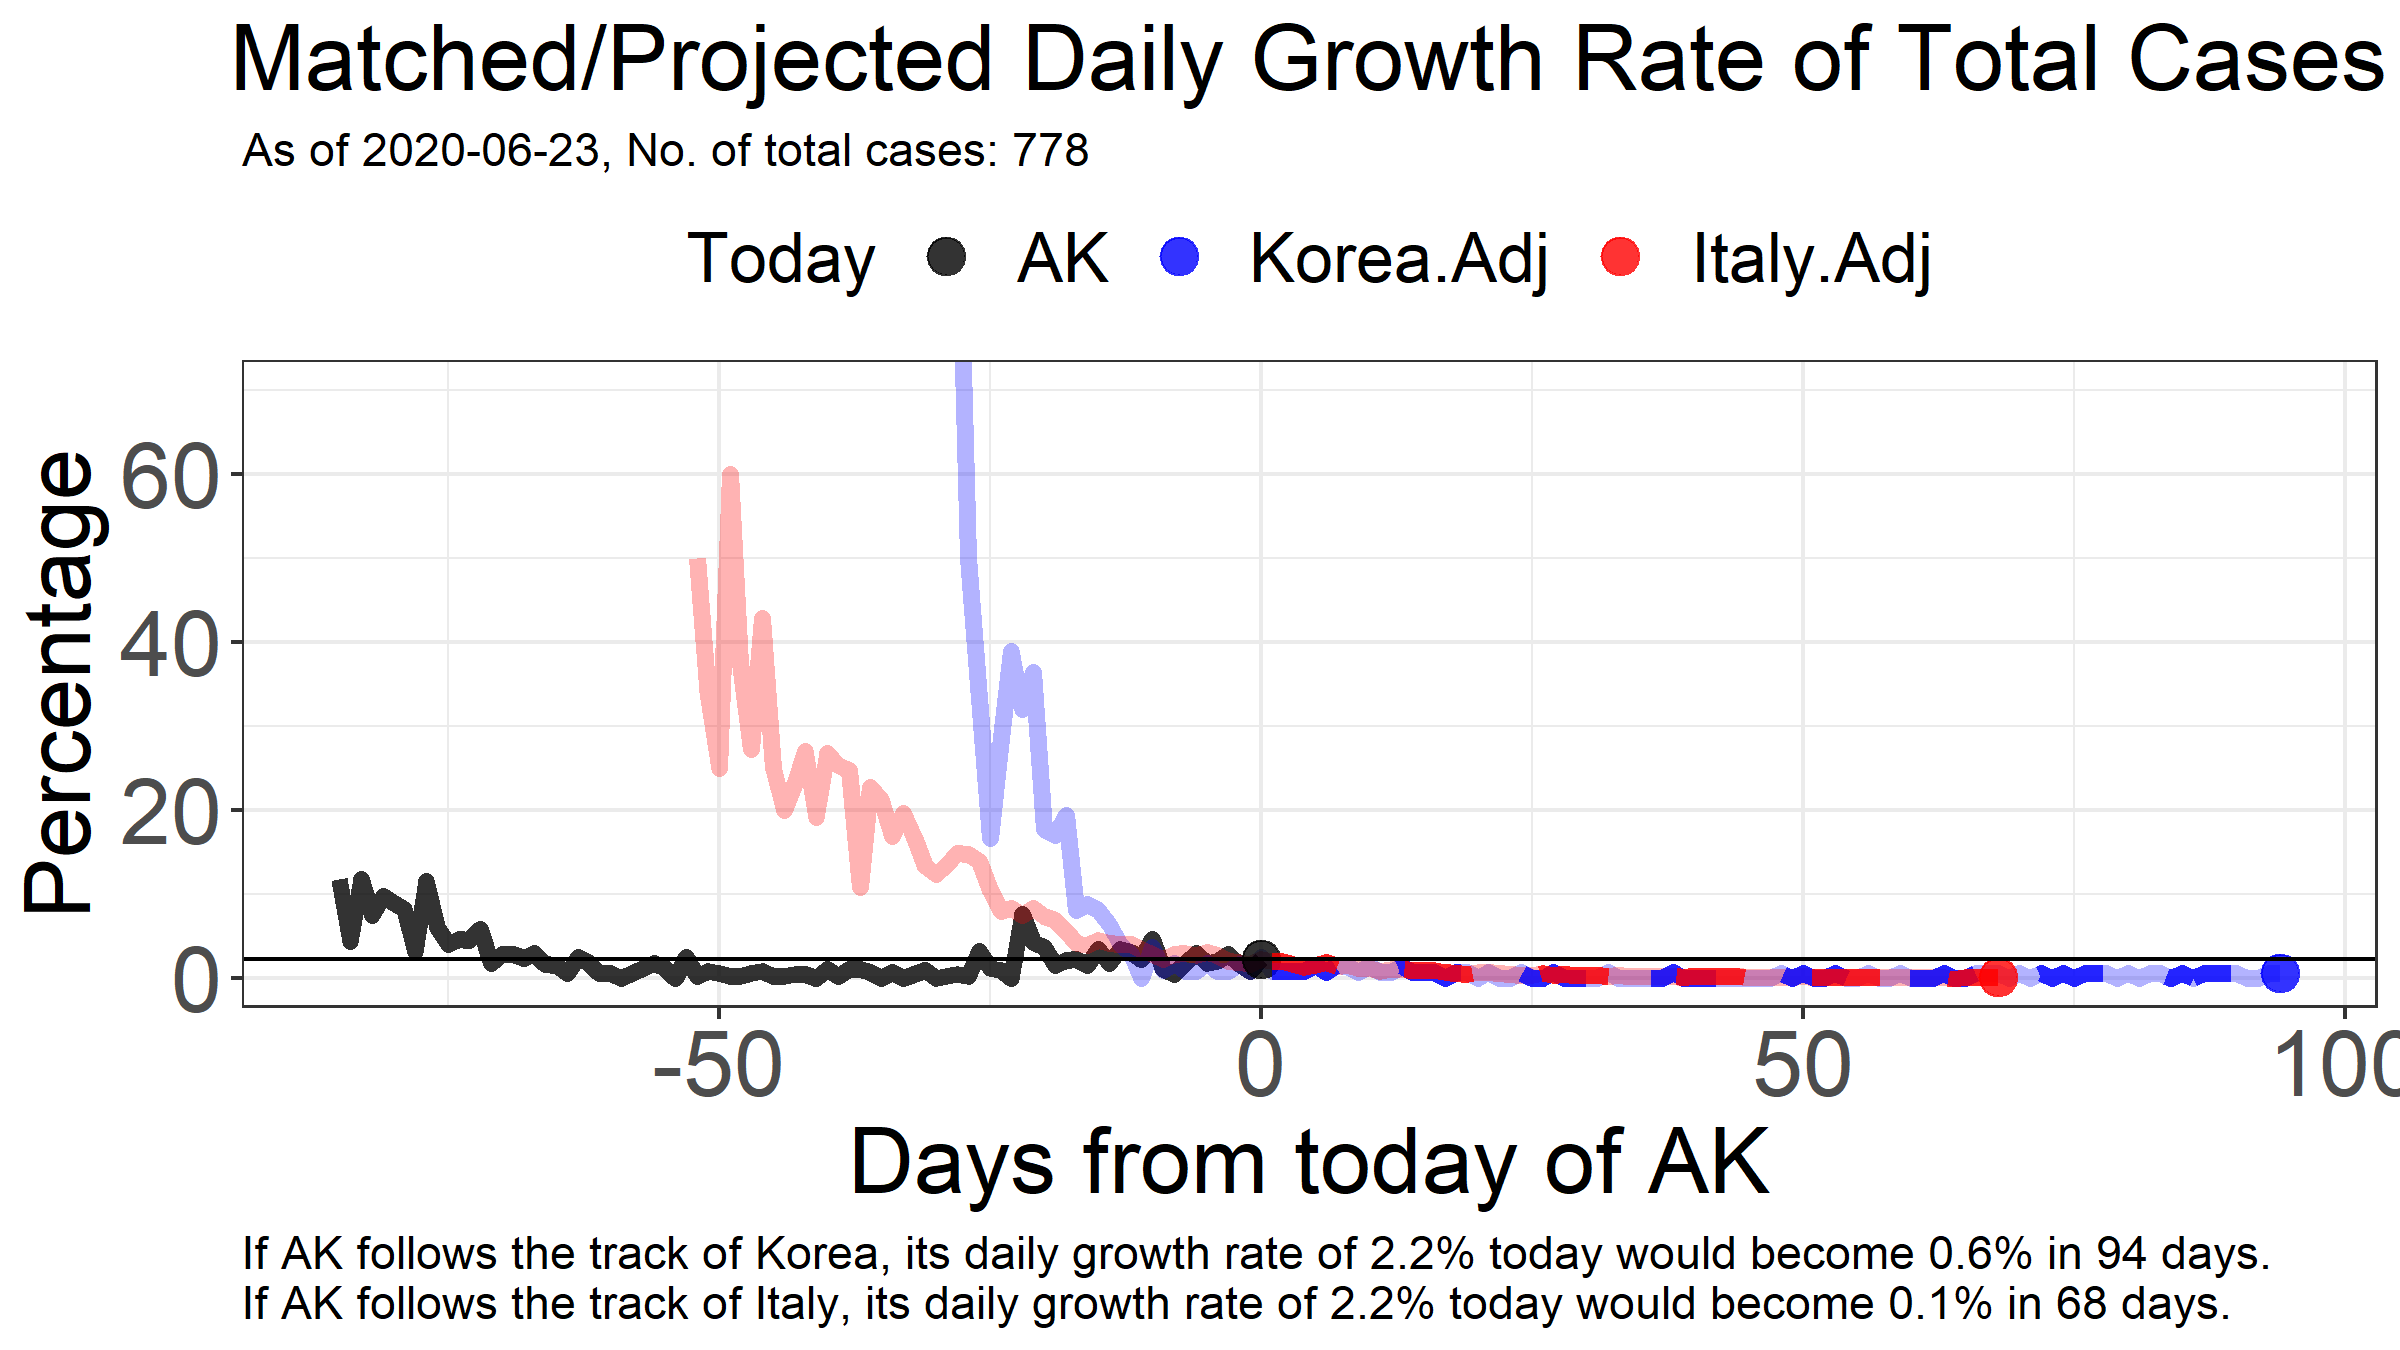 Matched/Projected Daily Growth Rate of Total Cases
As of 2020-06-23, No. of total cases: 778
Today AK Korea.Adj Italy.Adj
Percentage
60
40
20
0
-50 0 50 100
Days from today of AK
If AK follows the track of Korea, its daily growth rate of 2.2% today would become 0.6% in 94 days.
If AK follows the track of Italy, its daily growth rate of 2.2% today would become 0.1% in 68 days.